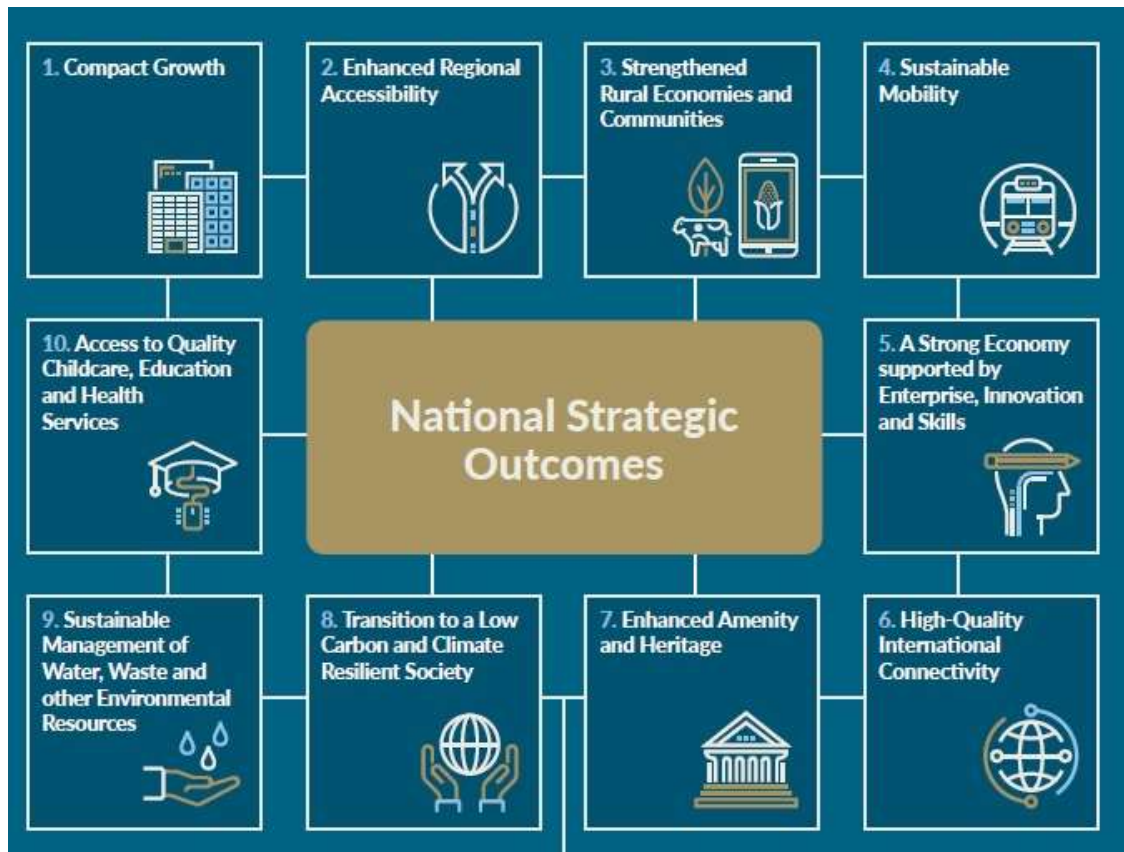 1. Compact Growth
2. Enhanced Regional
Accessibility
3. Strengthened
Rural Economies and
Communities
4. Sustainable
Mobility
10. Access to Quality
Childcare, Education
and Health
Services
National Strategic
Outcomes
5. A Strong Economy
supported by
Enterprise, Innovation
and Skills
9. Sustainable
Management of
Water, Waste and
other Environmental
Resources
8. Transition to a Low
Carbon and Climate
Resilient Society
7. Enhanced Amenity
and Heritage
6. High-Quality
International
Connectivity